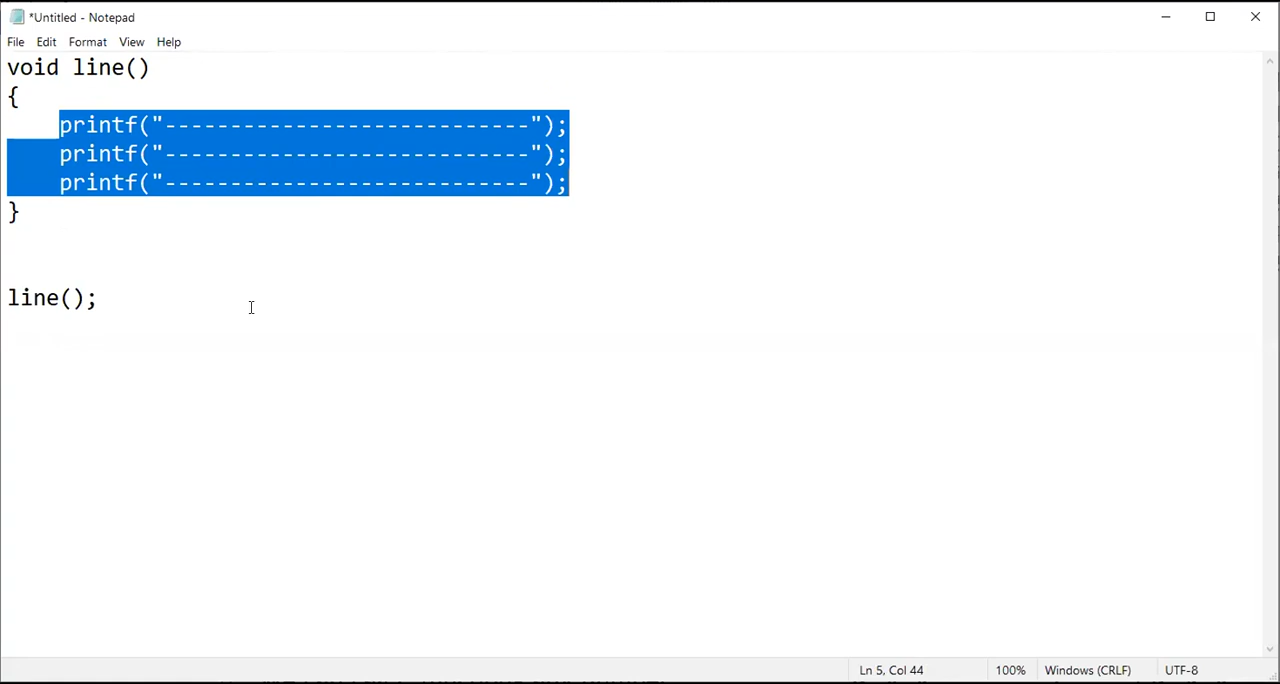 *Untitled - Notepad
File Edit Format View Help
void line()
{
    printf("----------------------------");
    printf("----------------------------");
    printf("----------------------------");
}
line();
Ln 5, Col 44 100% Windows (CRLF) UTF-8